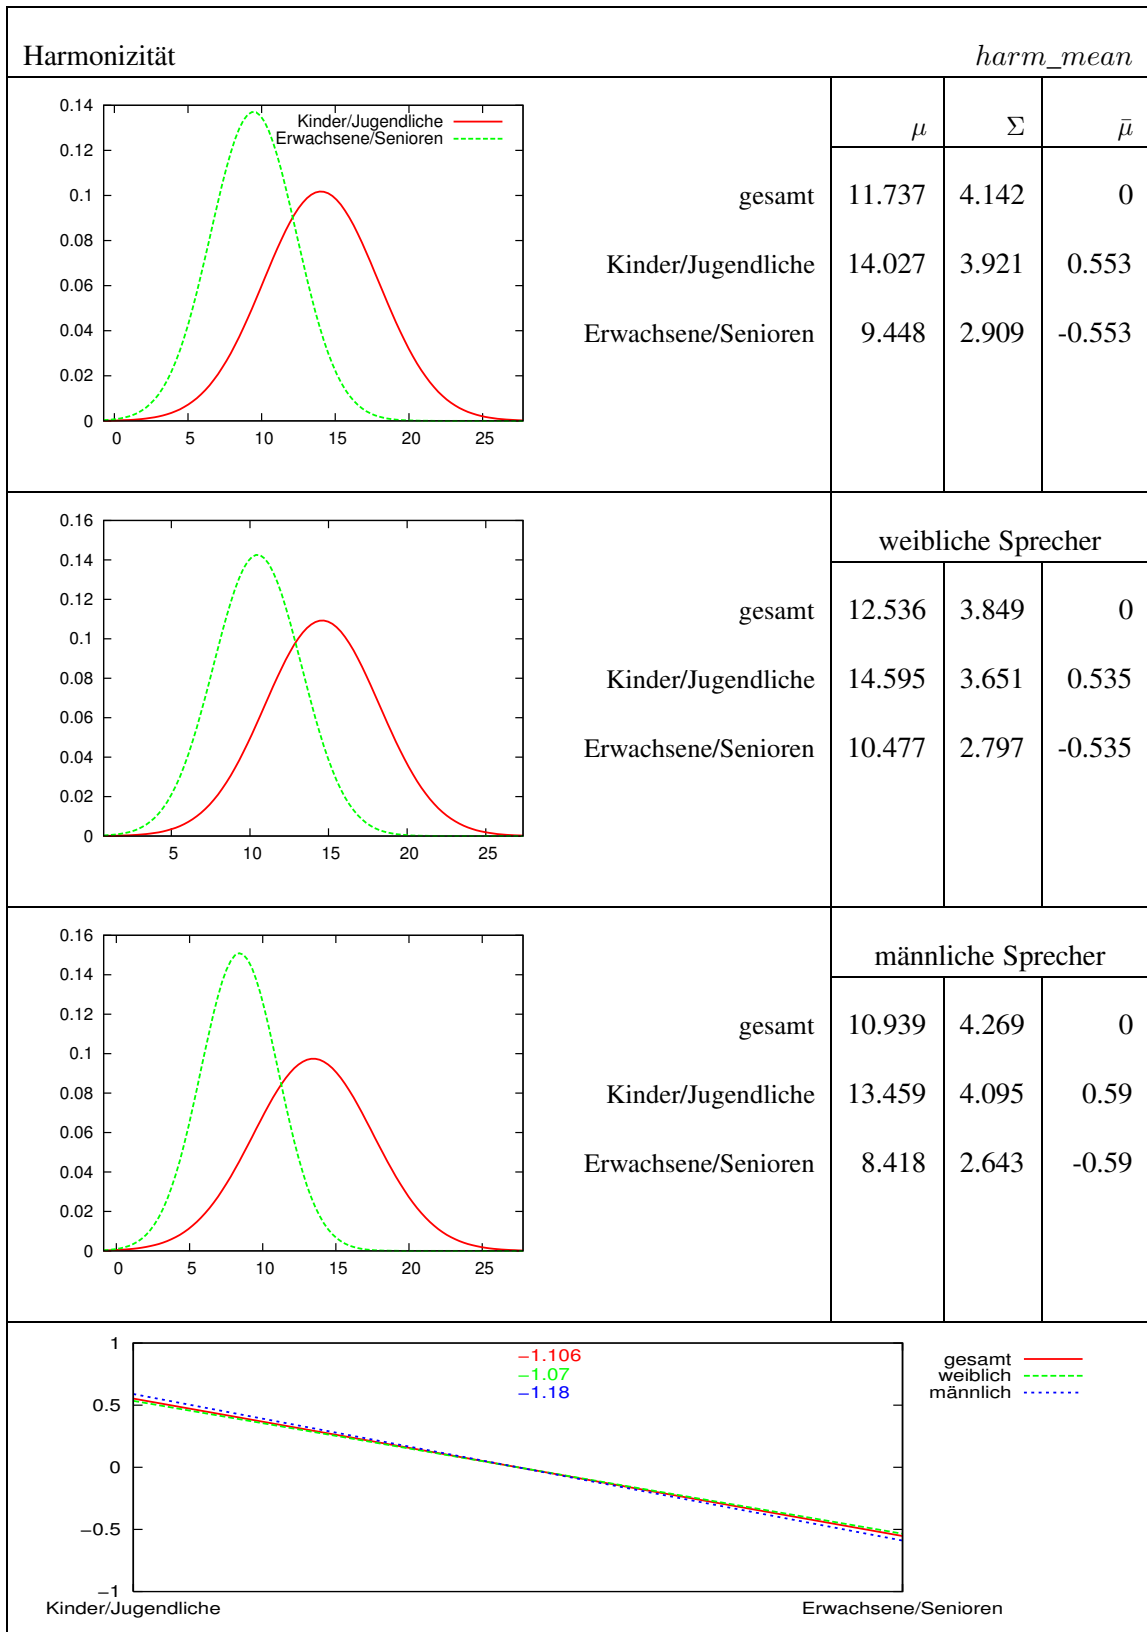 Harmonizität harm_mean
0.14
0.12
0.1
0.08
0.06
0.04
0.02
0
0 5 10 15 20 25
Kinder/Jugendliche
Erwachsene/Senioren
μ Σ μ̄
gesamt 11.737 4.142 0
Kinder/Jugendliche 14.027 3.921 0.553
Erwachsene/Senioren 9.448 2.909 -0.553
0.16
0.14
0.12
0.1
0.08
0.06
0.04
0.02
0
5 10 15 20 25
weibliche Sprecher
gesamt 12.536 3.849 0
Kinder/Jugendliche 14.595 3.651 0.535
Erwachsene/Senioren 10.477 2.797 -0.535
0.16
0.14
0.12
0.1
0.08
0.06
0.04
0.02
0
0 5 10 15 20 25
männliche Sprecher
gesamt 10.939 4.269 0
Kinder/Jugendliche 13.459 4.095 0.59
Erwachsene/Senioren 8.418 2.643 -0.59
1
0.5
0
−0.5
−1
−1.106
−1.07
−1.18
gesamt
weiblich
männlich
Kinder/Jugendliche Erwachsene/Senioren